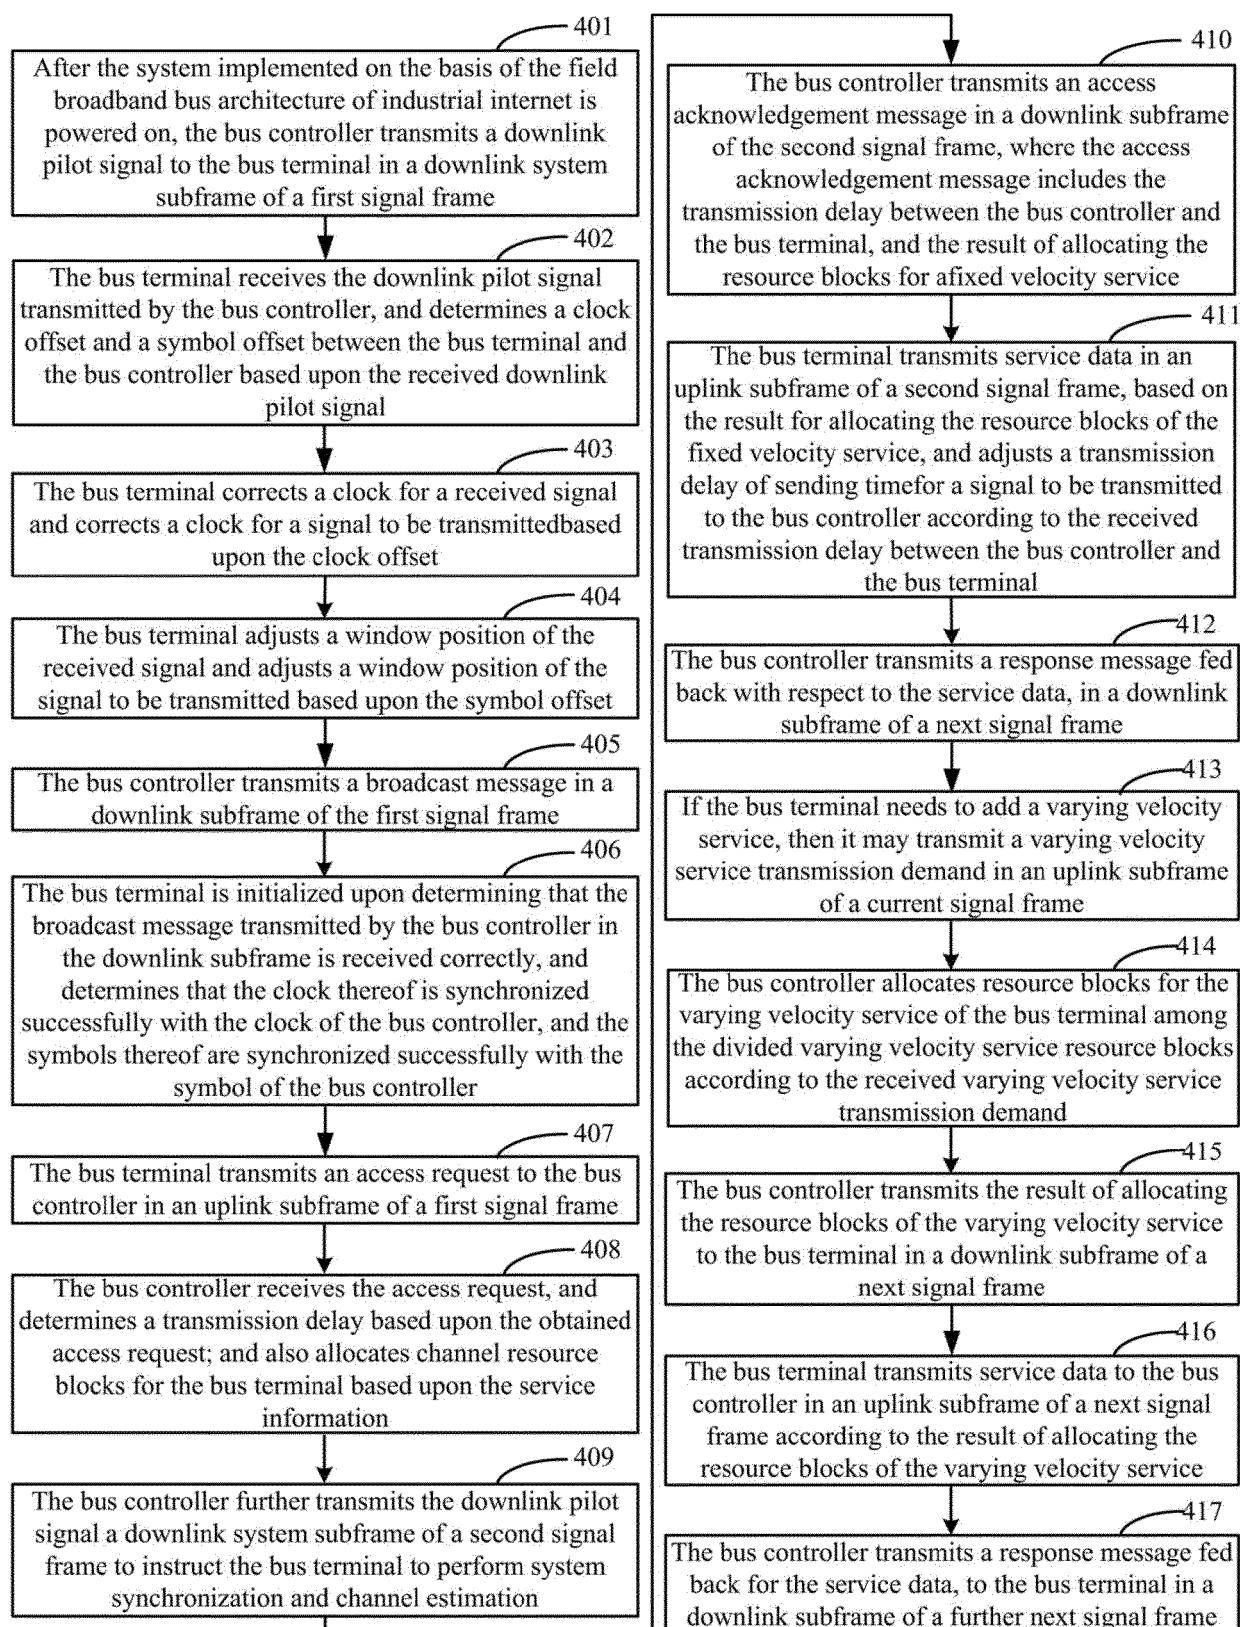 401
After the system implemented on the basis of the field
broadband bus architecture of industrial internet is
powered on, the bus controller transmits a downlink
pilot signal to the bus terminal in a downlink system
subframe of a first signal frame
402
The bus terminal receives the downlink pilot signal
transmitted by the bus controller, and determines a clock
offset and a symbol offset between the bus terminal and
the bus controller based upon the received downlink
pilot signal
403
The bus terminal corrects a clock for a received signal
and corrects a clock for a signal to be transmittedbased
upon the clock offset
404
The bus terminal adjusts a window position of the
received signal and adjusts a window position of the
signal to be transmitted based upon the symbol offset
405
The bus controller transmits a broadcast message in a
downlink subframe of the first signal frame
406
The bus terminal is initialized upon determining that the
broadcast message transmitted by the bus controller in
the downlink subframe is received correctly, and
determines that the clock thereof is synchronized
successfully with the clock of the bus controller, and the
symbols thereof are synchronized successfully with the
symbol of the bus controller
407
The bus terminal transmits an access request to the bus
controller in an uplink subframe of a first signal frame
408
The bus controller receives the access request, and
determines a transmission delay based upon the obtained
access request; and also allocates channel resource
blocks for the bus terminal based upon the service
information
409
The bus controller further transmits the downlink pilot
signal a downlink system subframe of a second signal
frame to instruct the bus terminal to perform system
synchronization and channel estimation
410
The bus controller transmits an access
acknowledgement message in a downlink subframe
of the second signal frame, where the access
acknowledgement message includes the
transmission delay between the bus controller and
the bus terminal, and the result of allocating the
resource blocks for afixed velocity service
411
The bus terminal transmits service data in an
uplink subframe of a second signal frame, based on
the result for allocating the resource blocks of the
fixed velocity service, and adjusts a transmission
delay of sending timefor a signal to be transmitted
to the bus controller according to the received
transmission delay between the bus controller and
the bus terminal
412
The bus controller transmits a response message fed
back with respect to the service data, in a downlink
subframe of a next signal frame
413
If the bus terminal needs to add a varying velocity
service, then it may transmit a varying velocity
service transmission demand in an uplink subframe
of a current signal frame
414
The bus controller allocates resource blocks for the
varying velocity service of the bus terminal among
the divided varying velocity service resource blocks
according to the received varying velocity service
transmission demand
415
The bus controller transmits the result of allocating
the resource blocks of the varying velocity service
to the bus terminal in a downlink subframe of a
next signal frame
416
The bus terminal transmits service data to the bus
controller in an uplink subframe of a next signal
frame according to the result of allocating the
resource blocks of the varying velocity service
417
The bus controller transmits a response message fed
back for the service data, to the bus terminal in a
downlink subframe of a further next signal frame